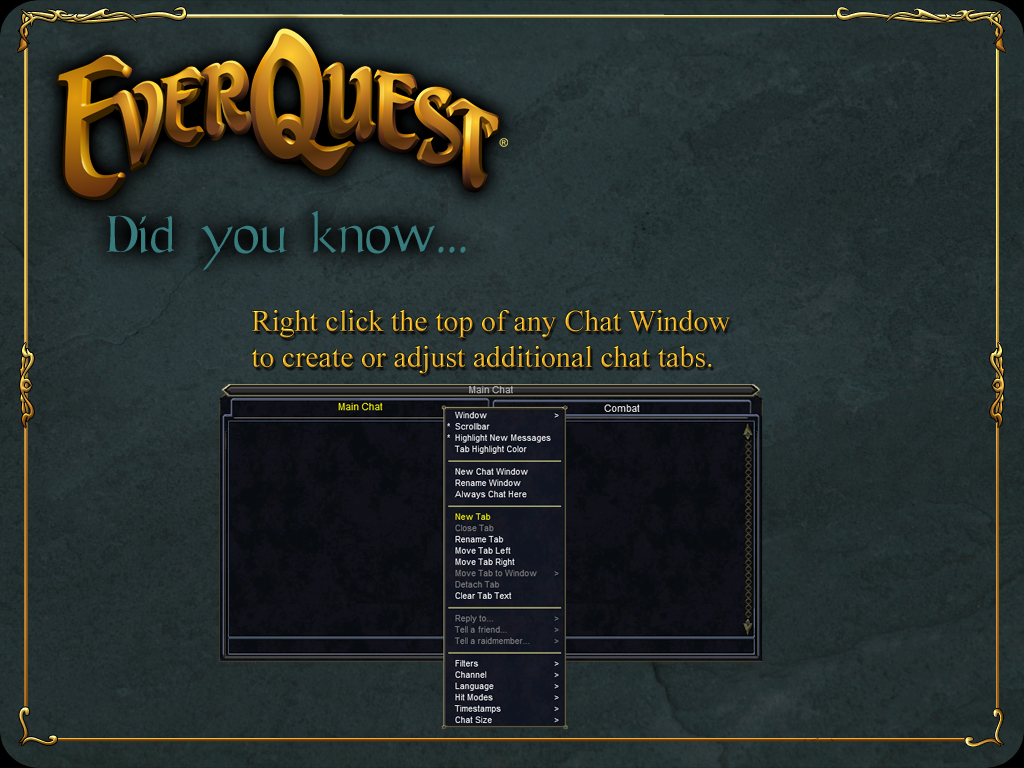 EVERQUEST®
Did you know...
Right click the top of any Chat Window
to create or adjust additional chat tabs.
Main Chat
Main Chat
Combat
Window >
* Scrollbar
* Highlight New Messages
Tab Highlight Color
New Chat Window
Rename Window
Always Chat Here
New Tab
Close Tab
Rename Tab
Move Tab Left
Move Tab Right
Move Tab to Window >
Detach Tab
Clear Tab Text
Reply to... >
Tell a friend... >
Tell a raidmember... >
Filters >
Channel >
Language >
Hit Modes >
Timestamps >
Chat Size >